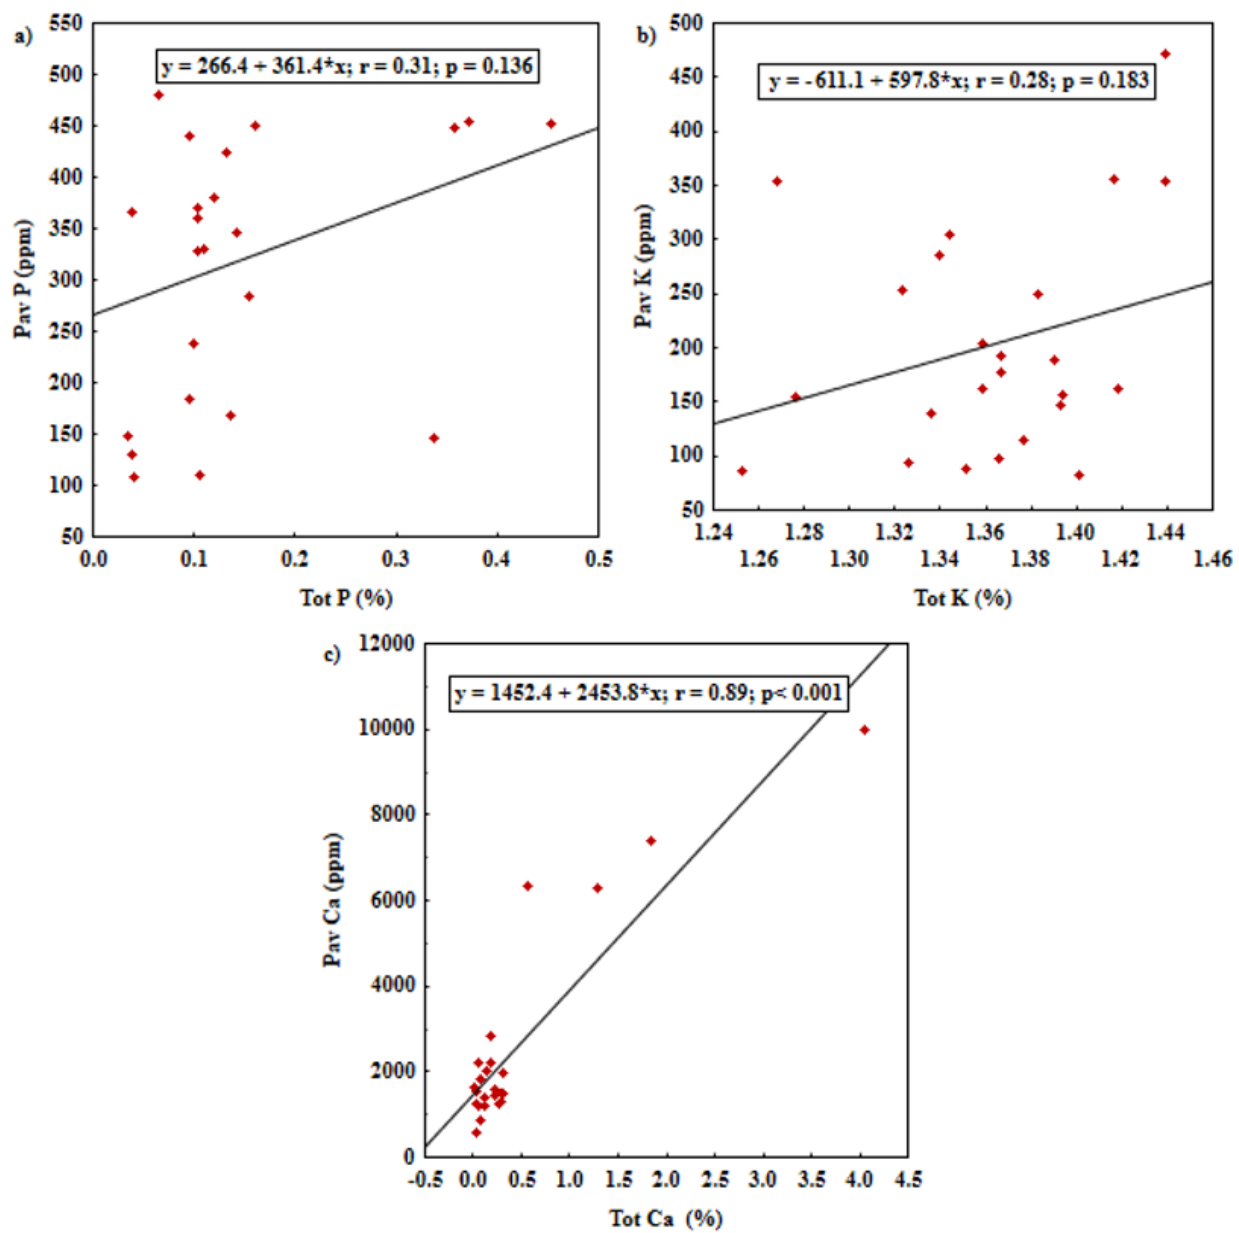 a)
y = 266.4 + 361.4*x; r = 0.31; p = 0.136
550
500
450
400
350
300
250
200
150
100
50
Pav P (ppm)
0.0 0.1 0.2 0.3 0.4 0.5
Tot P (%)
b)
y = -611.1 + 597.8*x; r = 0.28; p = 0.183
500
450
400
350
300
250
200
150
100
50
Pav K (ppm)
1.24 1.28 1.32 1.36 1.40 1.44
1.26 1.30 1.34 1.38 1.42 1.46
Tot K (%)
c)
y = 1452.4 + 2453.8*x; r = 0.89; p< 0.001
12000
10000
8000
6000
4000
2000
0
Pav Ca (ppm)
-0.5 0.0 0.5 1.0 1.5 2.0 2.5 3.0 3.5 4.0 4.5
Tot Ca (%)